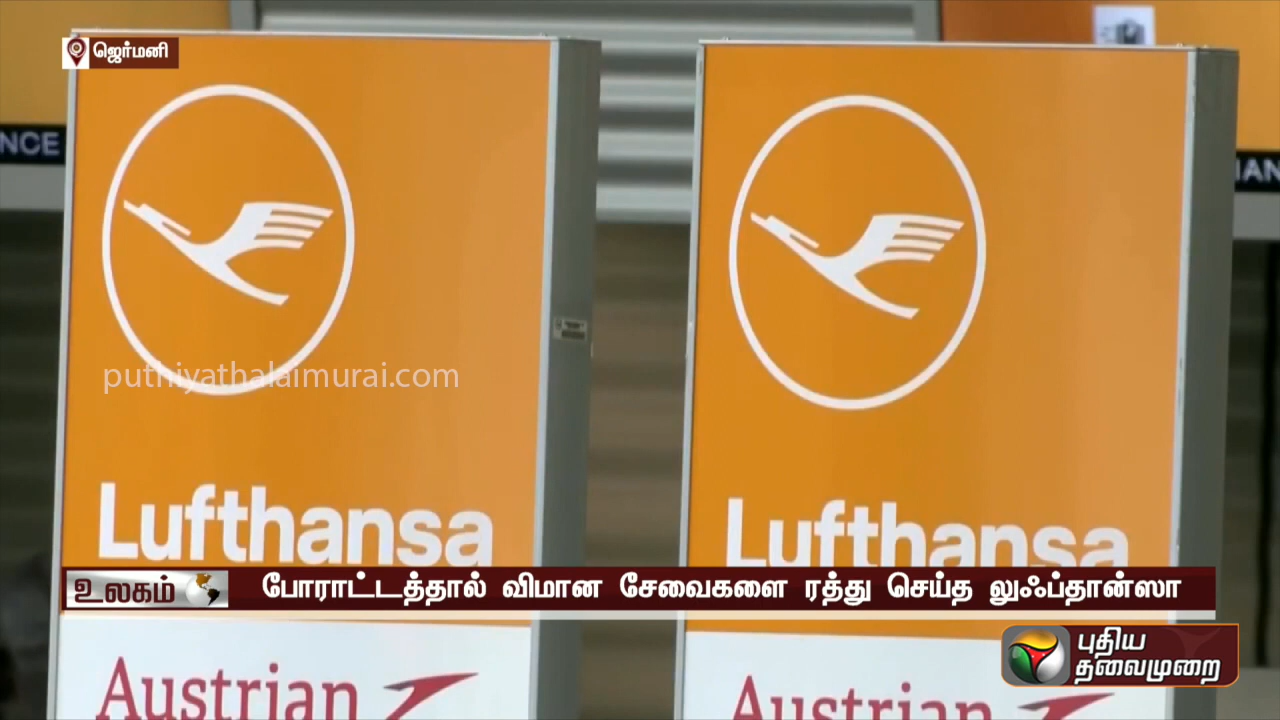 ஜெர்மனி
NCE
puthiyathalaimurai.com
Lufthansa
Lufthansa
உலகம்
போராட்டத்தால் விமான சேவைகளை ரத்து செய்த லுஃப்தான்ஸா
புதிய
தலைமுறை
Austrian
Austrian